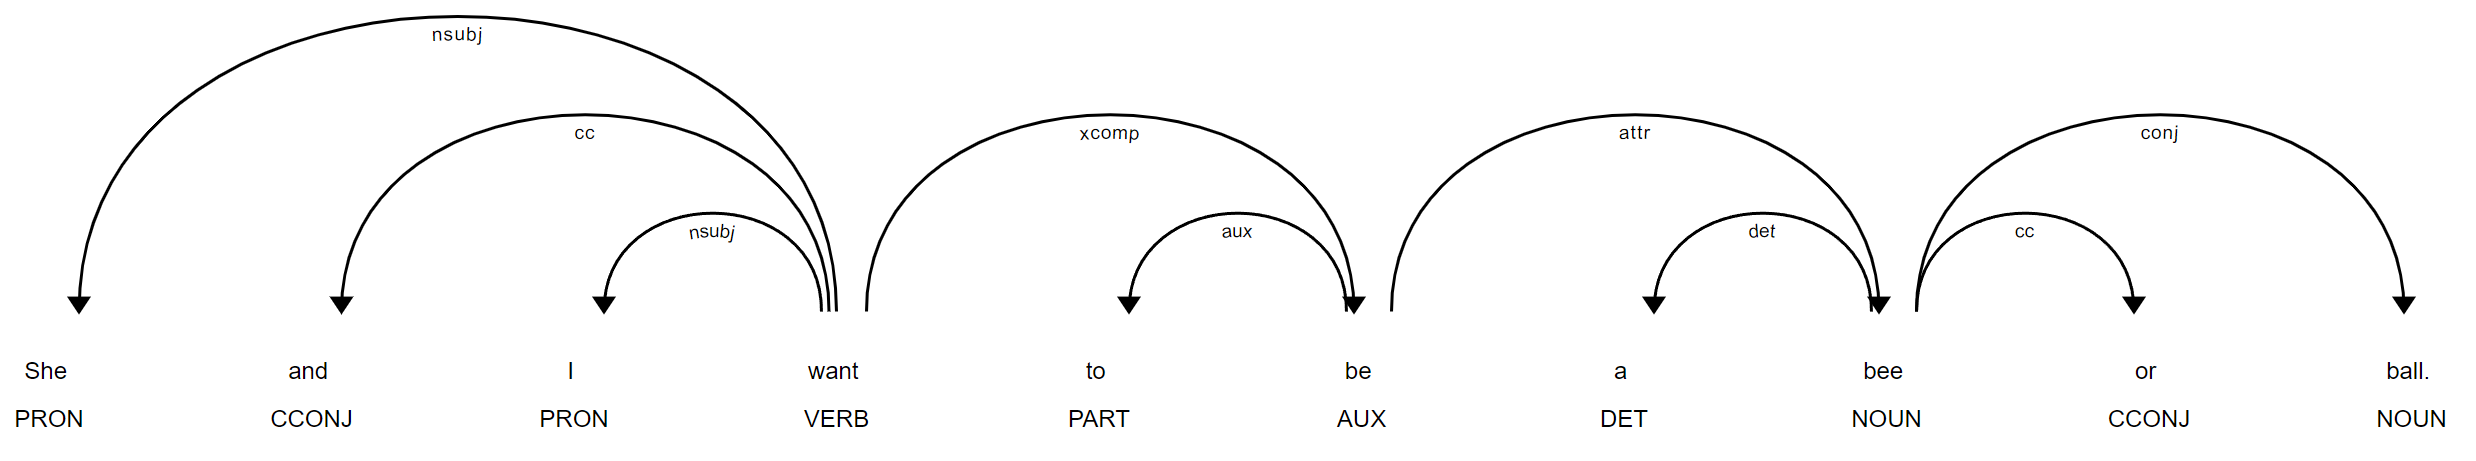 nsubj
cc xcomp attr conj
nsubj aux det cc
She and I want to be a bee or ball.
PRON CCONJ PRON VERB PART AUX DET NOUN CCONJ NOUN